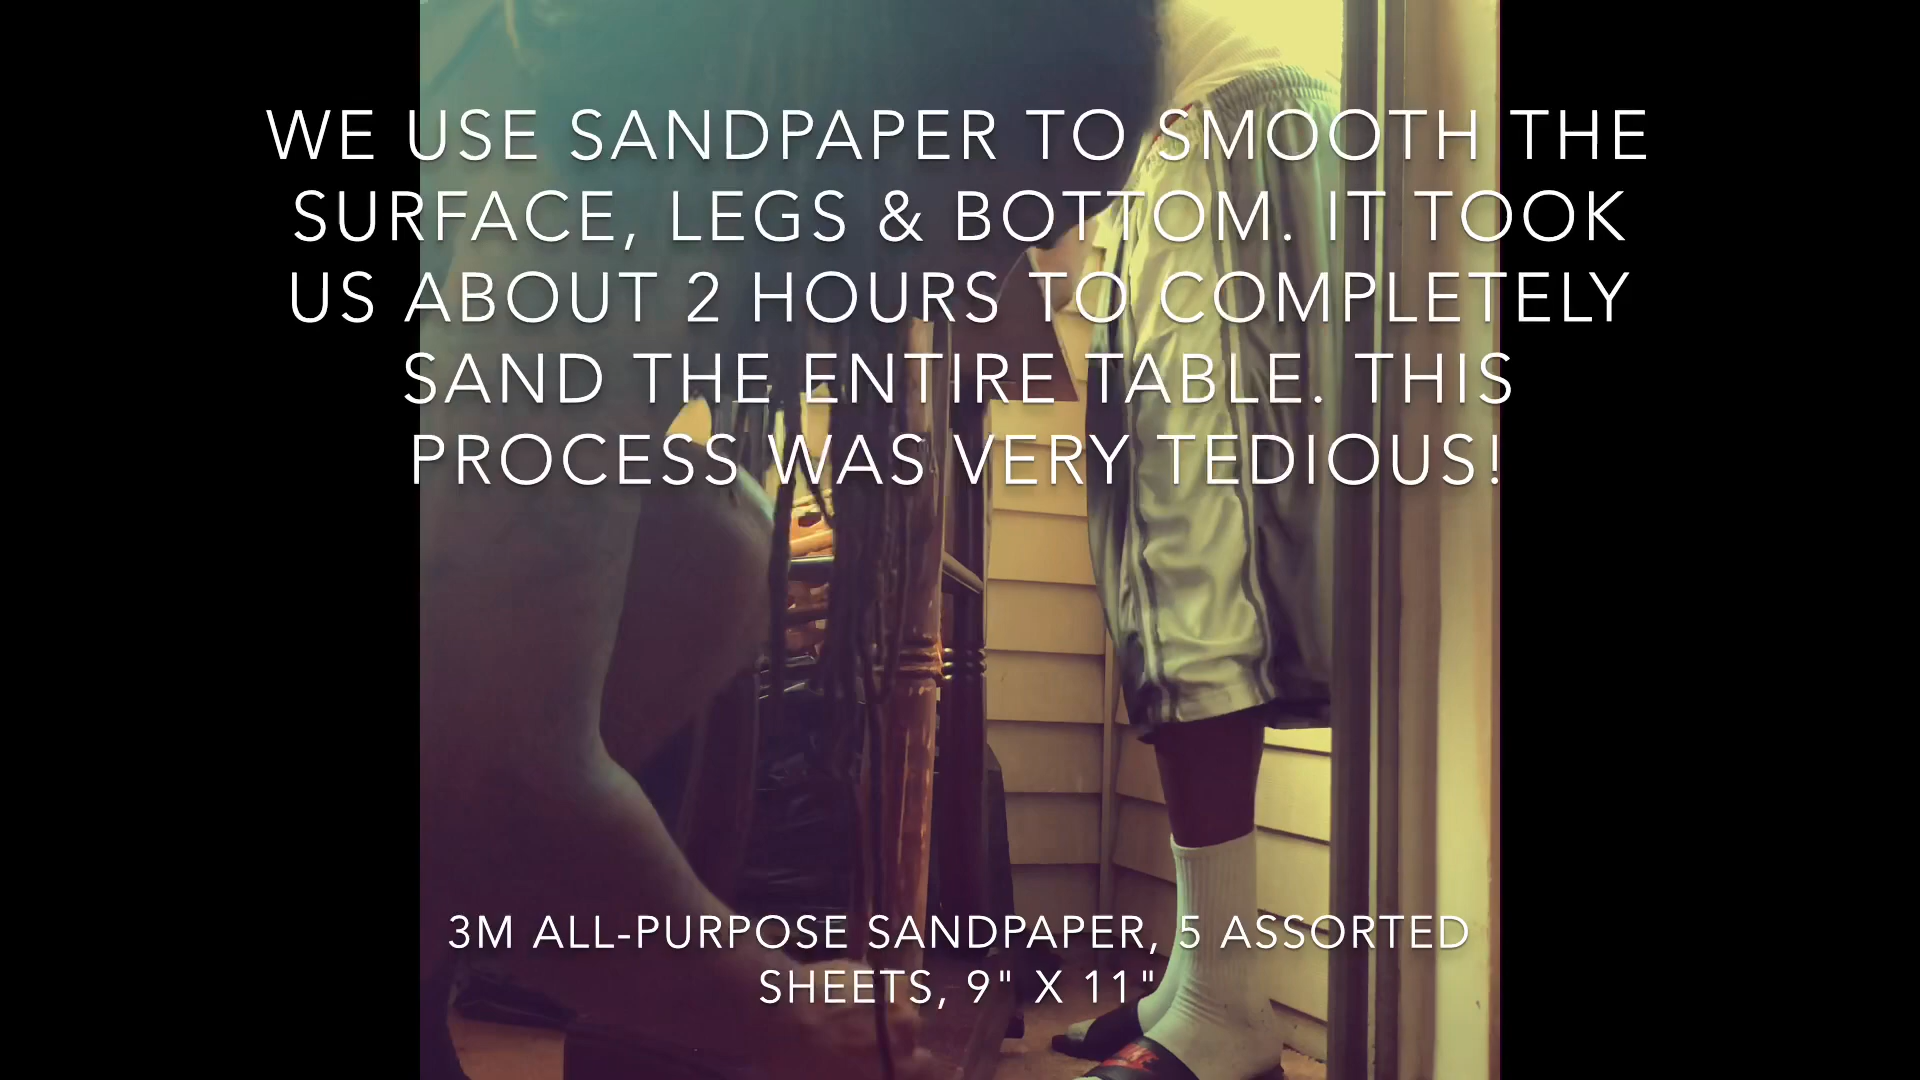 WE USE SANDPAPER TO SMOOTH THE
SURFACE, LEGS & BOTTOM. IT TOOK
US ABOUT 2 HOURS TO COMPLETELY
SAND THE ENTIRE TABLE. THIS
PROCESS WAS VERY TEDIOUS!
3M ALL-PURPOSE SANDPAPER, 5 ASSORTED
SHEETS, 9" X 11"
NIKE